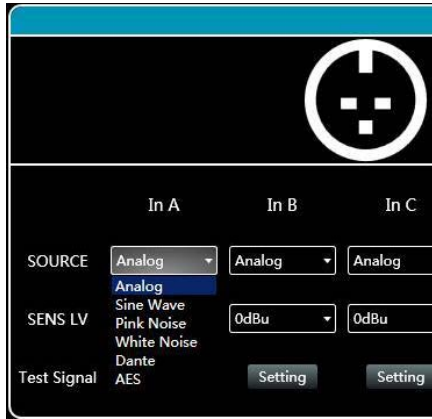 In A In B In C
SOURCE Analog Analog Analog
Analog
Sine Wave
SENS LV Pink Noise 0dBu 0dBu
White Noise
Dante
Test Signal AES Setting Setting